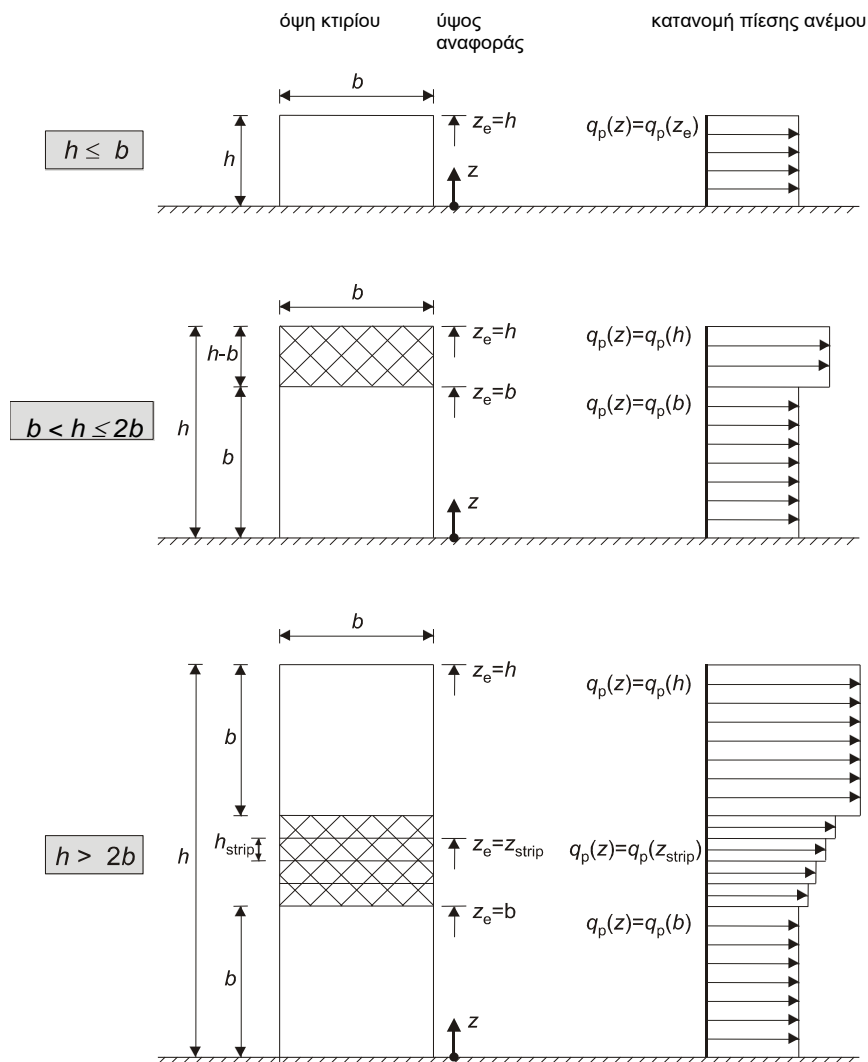 όψη κτιρίου ύψος αναφοράς κατανομή πίεσης ανέμου
b
h ≤ b
h
z_e=h
z
q_p(z)=q_p(z_e)
b
b < h ≤ 2b
h
h-b
b
z_e=h
z_e=b
z
q_p(z)=q_p(h)
q_p(z)=q_p(b)
b
h > 2b
h
b
h_strip
b
z_e=h
z_e=z_strip
z_e=b
z
q_p(z)=q_p(h)
q_p(z)=q_p(z_strip)
q_p(z)=q_p(b)